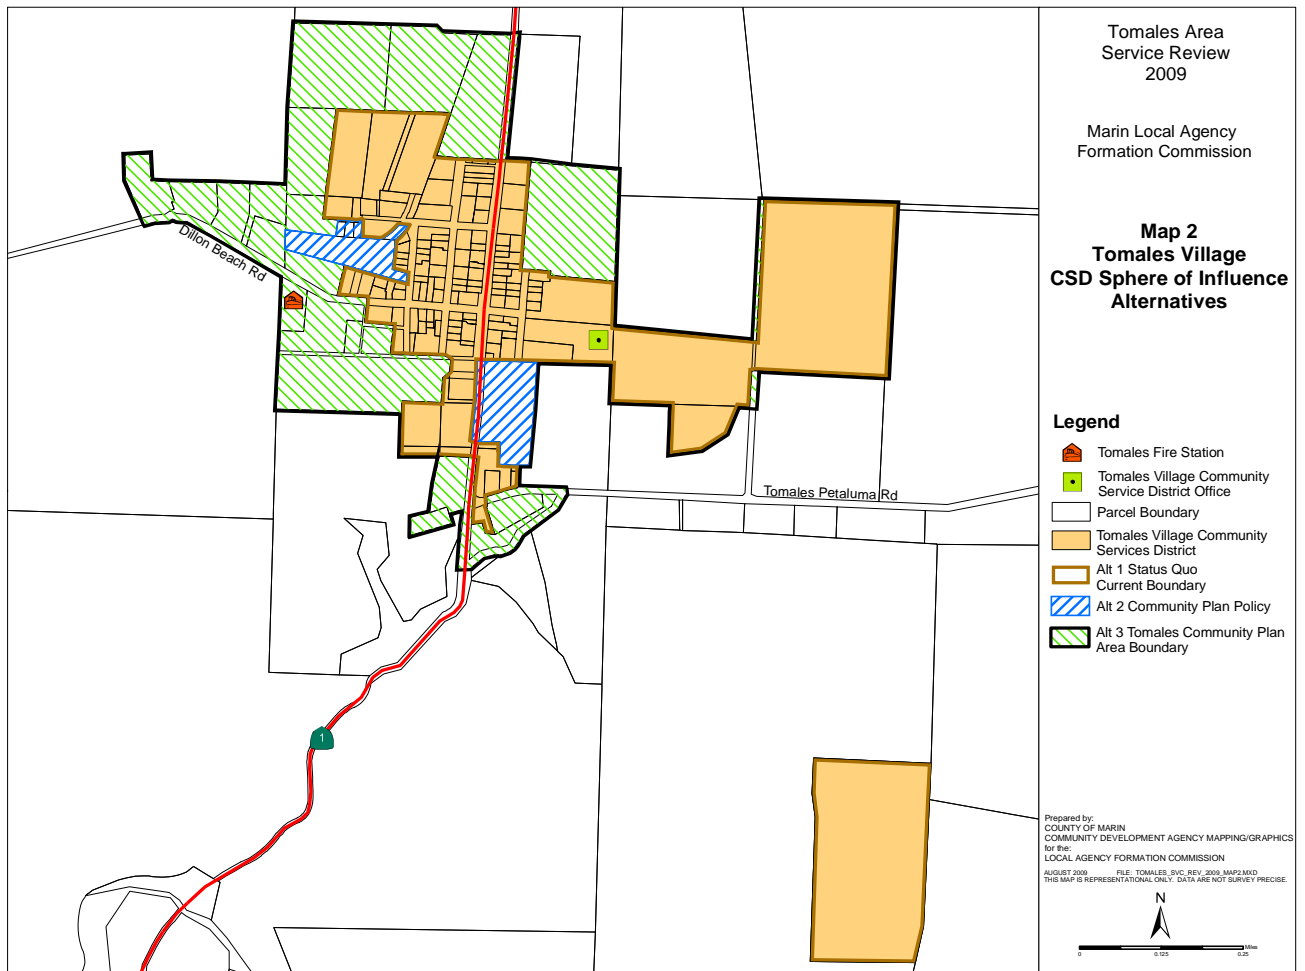 Tomales Area
Service Review
2009
Marin Local Agency
Formation Commission
Map 2
Tomales Village
CSD Sphere of Influence
Alternatives
Dillon Beach Rd
Tomales Petaluma Rd
1
Legend
Tomales Fire Station
Tomales Village Community
Service District Office
Parcel Boundary
Tomales Village Community
Services District
Alt 1 Status Quo
Current Boundary
Alt 2 Community Plan Policy
Alt 3 Tomales Community Plan
Area Boundary
Prepared by:
COUNTY OF MARIN
COMMUNITY DEVELOPMENT AGENCY MAPPING/GRAPHICS
for the:
LOCAL AGENCY FORMATION COMMISSION
AUGUST 2009 FILE: TOMALES_SVC_REV_2009_MAP2.MXD
THIS MAP IS REPRESENTATIONAL ONLY. DATA ARE NOT SURVEY PRECISE.
N
Miles
0 0.125 0.25